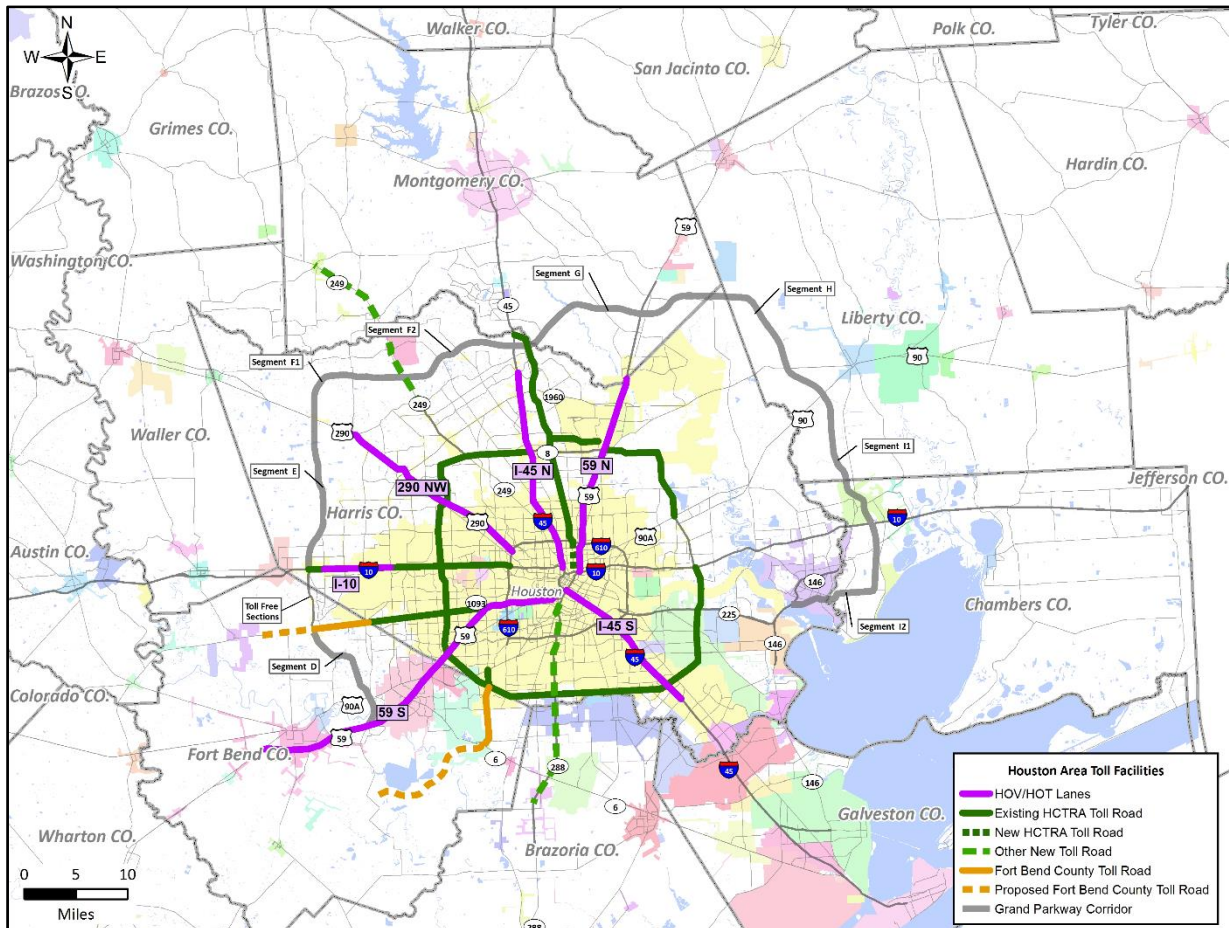 N
W E
S
Walker CO.
Polk CO.
Tyler CO.
San Jacinto CO.
Brazos CO.
Grimes CO.
Hardin CO.
Montgomery CO.
59
Washington CO.
249
Segment G
Segment H
45
Liberty CO.
Segment F2
90
Segment F1
1960
249
90
Waller CO.
290
8
I-45 N
59 N
Segment I1
Segment E
290 NW
249
59
Jefferson CO.
Harris CO.
290
45
10
90A
610
Austin CO.
10
10
I-10
146
Houston
Chambers CO.
Toll Free
Sections
1093
225
Segment I2
59
610
I-45 S
146
45
Segment D
Colorado CO.
90A
59 S
59
Fort Bend CO.
6
288
45
146
6
Galveston CO.
Wharton CO.
Brazoria CO.
288
0 5 10
Miles
Houston Area Toll Facilities
HOV/HOT Lanes
Existing HCTRA Toll Road
New HCTRA Toll Road
Other New Toll Road
Fort Bend County Toll Road
Proposed Fort Bend County Toll Road
Grand Parkway Corridor